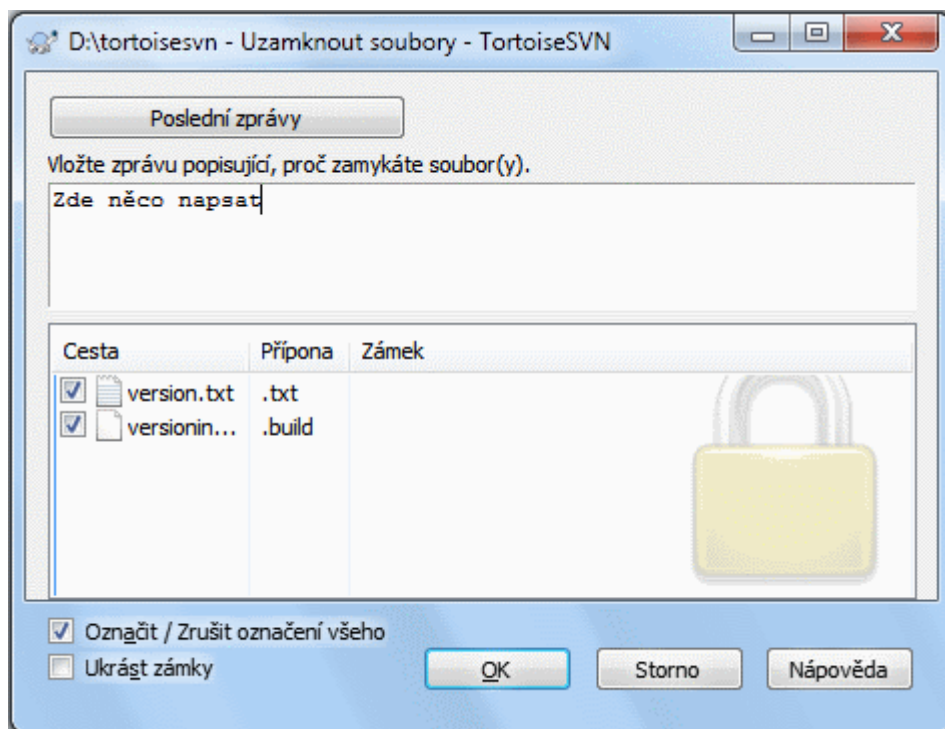 D:\tortoisesvn - Uzamknout soubory - TortoiseSVN
Poslední zprávy
Vložte zprávu popisující, proč zamykáte soubor(y).
Zde něco napsat
Cesta Přípona Zámek
version.txt .txt
versionin... .build
Označit / Zrušit označení všeho
Ukrást zámky OK Storno Nápověda